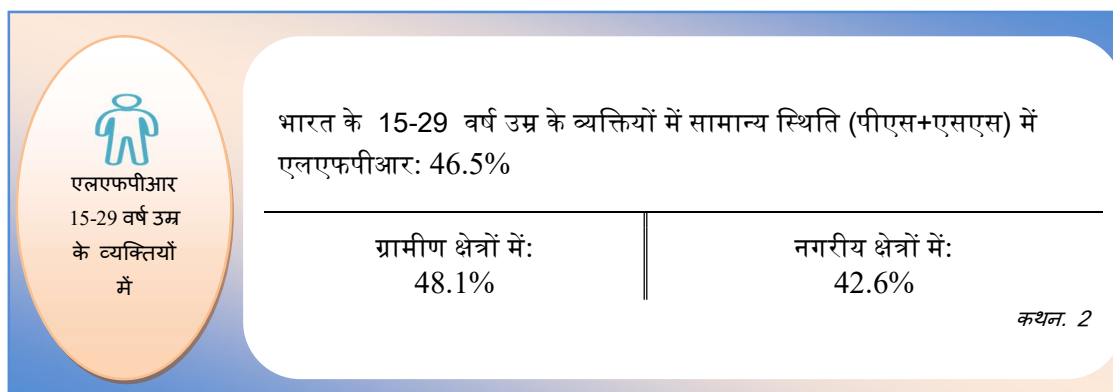 एलएफपीआर
15-29 वर्ष उम्र
के व्यक्तियों
में
भारत के 15-29 वर्ष उम्र के व्यक्तियों में सामान्य स्थिति (पीएस+एसएस) में
एलएफपीआर: 46.5%
ग्रामीण क्षेत्रों में:
48.1%
नगरीय क्षेत्रों में:
42.6%
कथन. 2